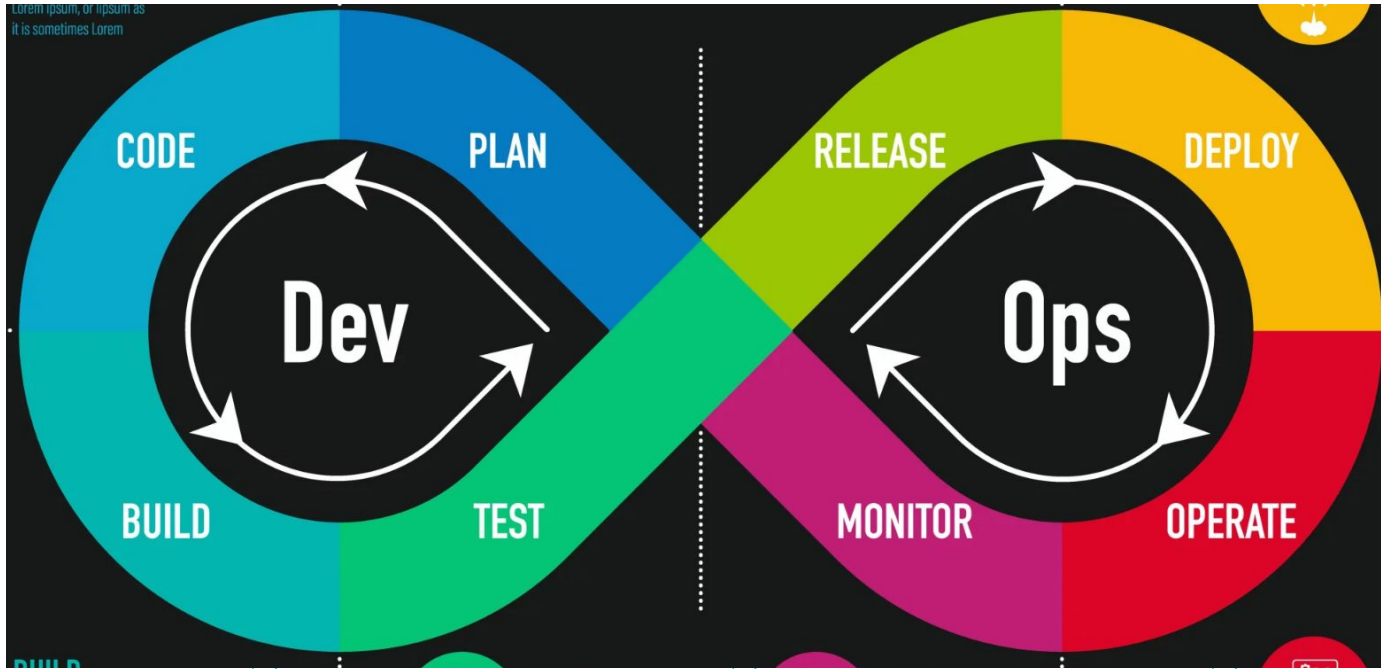 Lorem ipsum, or lipsum as
it is sometimes Lorem
CODE
PLAN
RELEASE
DEPLOY
Dev
Ops
BUILD
TEST
MONITOR
OPERATE
BUILD